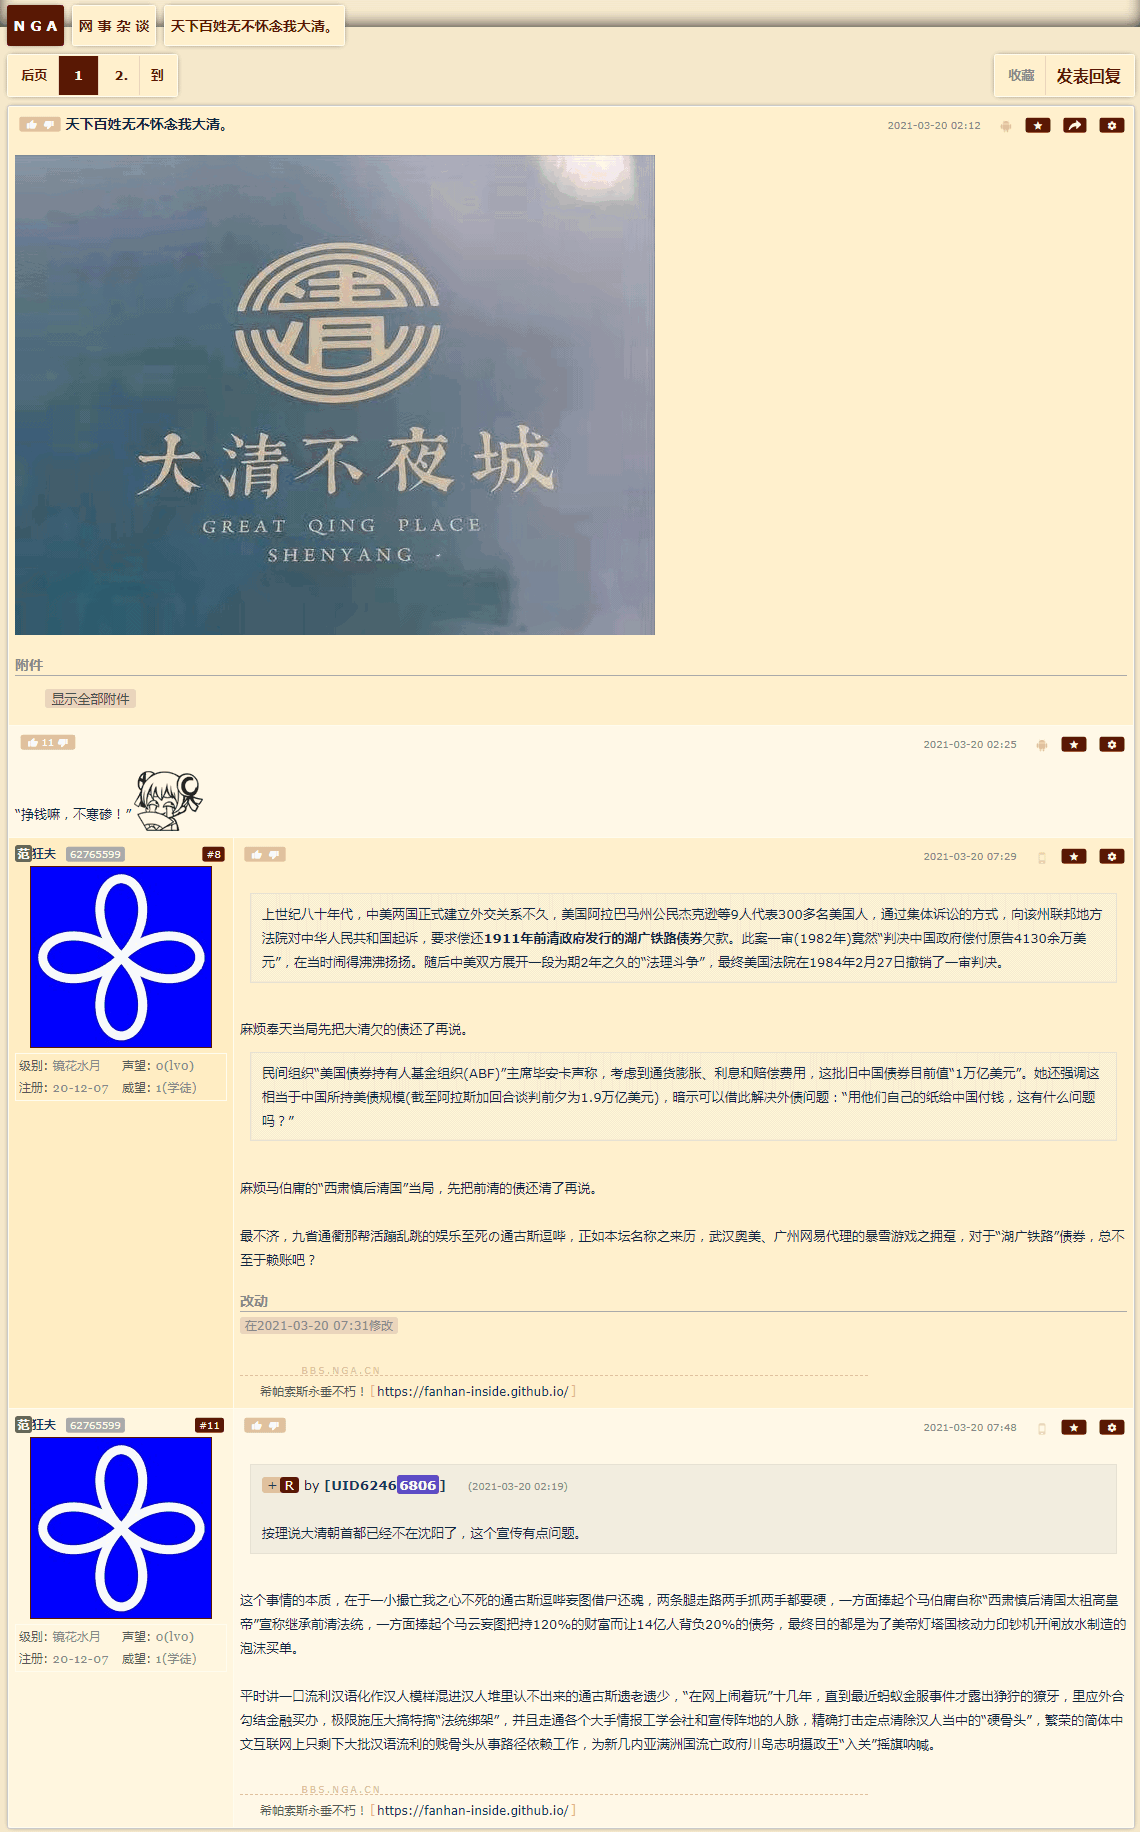 NGA 网事杂谈 天下百姓无不怀念我大清。
后页 1 2. 到 收藏 发表回复
天下百姓无不怀念我大清。 2021-03-20 02:12
清
大清不夜城
GREAT QING PLACE
SHENYANG -
附件
显示全部附件
11 2021-03-20 02:25
“挣钱嘛，不寒碜！”
范狂夫 62765599 #8 2021-03-20 07:29
上世纪八十年代，中美两国正式建立外交关系不久，美国阿拉巴马州公民杰克逊等9人代表300多名美国人，通过集体诉讼的方式，向该州联邦地方
法院对中华人民共和国起诉，要求偿还1911年前清政府发行的湖广铁路债券欠款。此案一审(1982年)竟然“判决中国政府偿付原告4130余万美
元”，在当时闹得沸沸扬扬。随后中美双方展开一段为期2年之久的“法理斗争”，最终美国法院在1984年2月27日撤销了一审判决。
麻烦奉天当局先把大清欠的债还了再说。
级别: 镜花水月 声望: 0(lv0)
注册: 20-12-07 威望: 1(学徒)
民间组织“美国债券持有人基金组织(ABF)”主席毕安卡声称，考虑到通货膨胀、利息和赔偿费用，这批旧中国债券目前值“1万亿美元”。她还强调这
相当于中国所持美债规模(截至阿拉斯加回合谈判前夕为1.9万亿美元)，暗示可以借此解决外债问题：“用他们自己的纸给中国付钱，这有什么问题
吗？”
麻烦马伯庸的“西肃慎后清国”当局，先把前清的债还清了再说。
最不济，九省通衢那帮活蹦乱跳的娱乐至死の通古斯逗哔，正如本坛名称之来历，武汉奥美、广州网易代理的暴雪游戏之拥趸，对于“湖广铁路”债券，总不
至于赖账吧？
改动
在2021-03-20 07:31修改
BBS.NGA.CN
希帕索斯永垂不朽！[https://fanhan-inside.github.io/]
范狂夫 62765599 #11 2021-03-20 07:48
+ R by [UID62466806] (2021-03-20 02:19)
按理说大清朝首都已经不在沈阳了，这个宣传有点问题。
级别: 镜花水月 声望: 0(lv0)
注册: 20-12-07 威望: 1(学徒)
这个事情的本质，在于一小撮亡我之心不死的通古斯逗哔妄图借尸还魂，两条腿走路两手抓两手都要硬，一方面捧起个马伯庸自称“西肃慎后清国太祖高皇
帝”宣称继承前清法统，一方面捧起个马云妄图把持120%的财富而让14亿人背负20%的债务，最终目的都是为了美帝灯塔国核动力印钞机开闸放水制造的
泡沫买单。
平时讲一口流利汉语化作汉人模样混进汉人堆里认不出来的通古斯遗老遗少，“在网上闹着玩”十几年，直到最近蚂蚁金服事件才露出狰狞的獠牙，里应外合
勾结金融买办，极限施压大搞特搞“法统绑架”，并且走通各个大手情报工学会社和宣传阵地的人脉，精确打击定点清除汉人当中的“硬骨头”，繁荣的简体中
文互联网上只剩下大批汉语流利的贱骨头从事路径依赖工作，为新几内亚满洲国流亡政府川岛志明摄政王“入关”摇旗呐喊。
BBS.NGA.CN
希帕索斯永垂不朽！[https://fanhan-inside.github.io/]